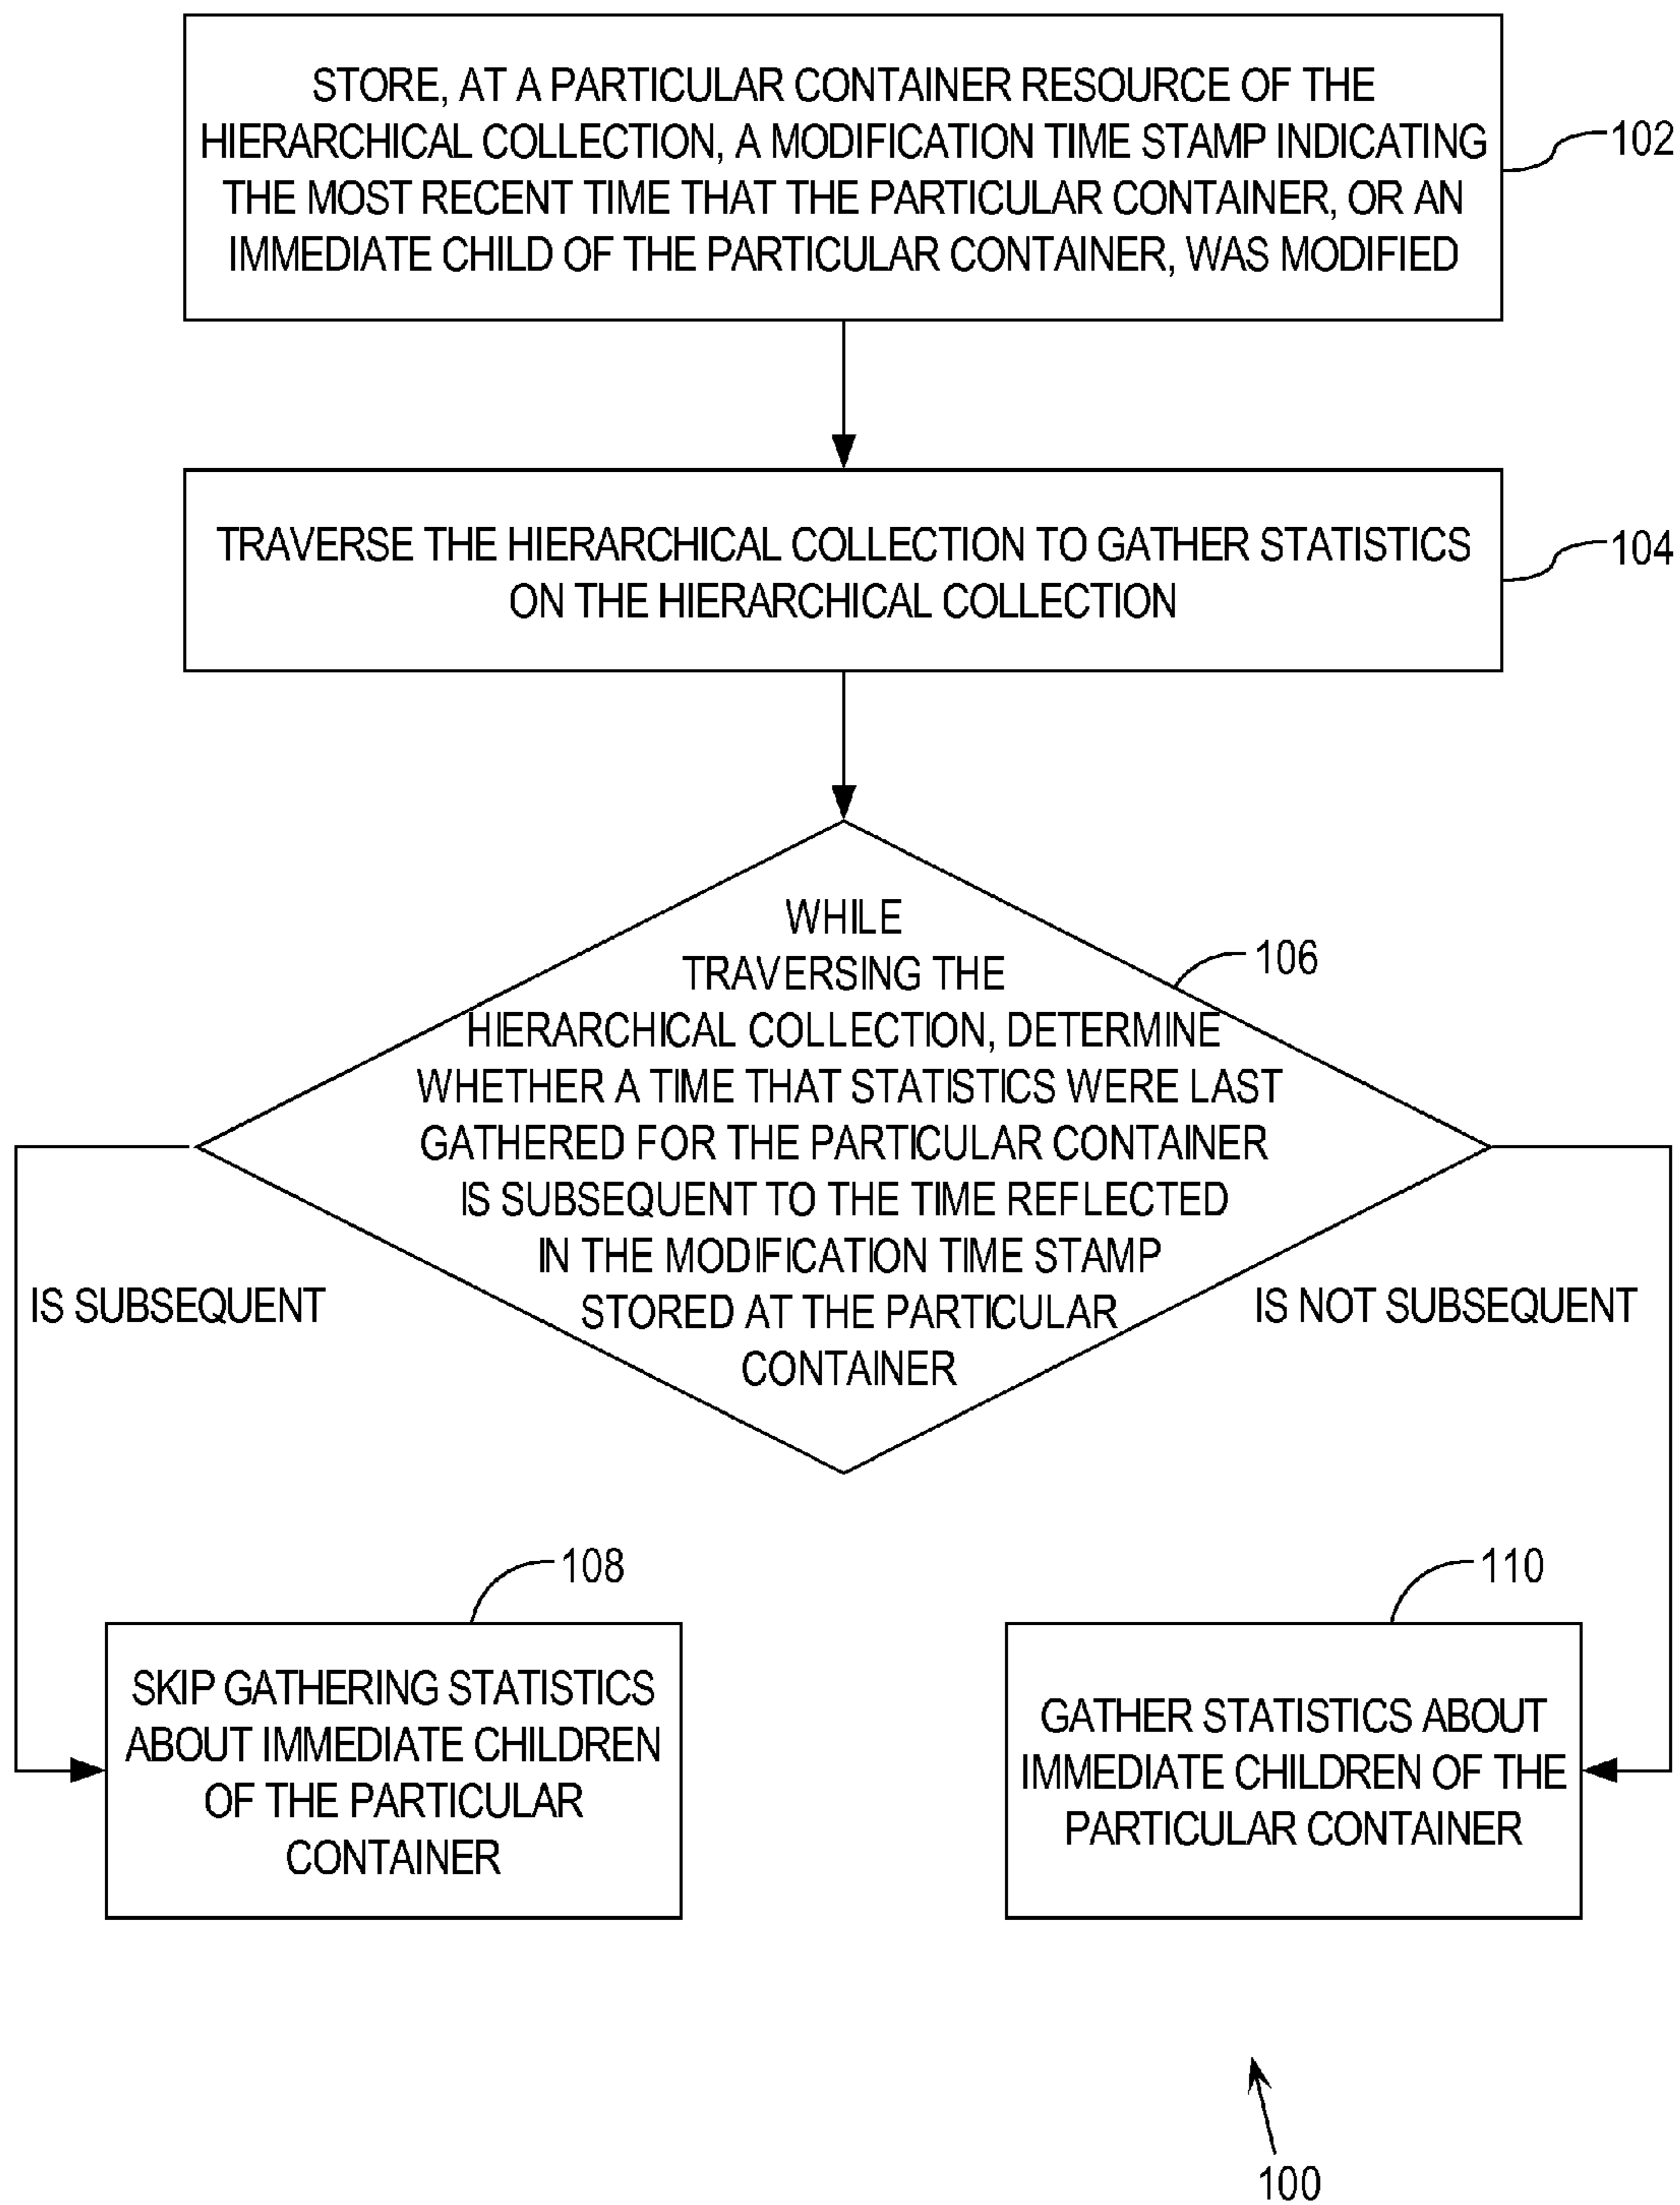 STORE, AT A PARTICULAR CONTAINER RESOURCE OF THE
HIERARCHICAL COLLECTION, A MODIFICATION TIME STAMP INDICATING
THE MOST RECENT TIME THAT THE PARTICULAR CONTAINER, OR AN
IMMEDIATE CHILD OF THE PARTICULAR CONTAINER, WAS MODIFIED
102
TRAVERSE THE HIERARCHICAL COLLECTION TO GATHER STATISTICS
ON THE HIERARCHICAL COLLECTION
104
WHILE
TRAVERSING THE
HIERARCHICAL COLLECTION, DETERMINE
WHETHER A TIME THAT STATISTICS WERE LAST
GATHERED FOR THE PARTICULAR CONTAINER
IS SUBSEQUENT TO THE TIME REFLECTED
IN THE MODIFICATION TIME STAMP
STORED AT THE PARTICULAR
CONTAINER
106
IS SUBSEQUENT
IS NOT SUBSEQUENT
108
SKIP GATHERING STATISTICS
ABOUT IMMEDIATE CHILDREN
OF THE PARTICULAR
CONTAINER
110
GATHER STATISTICS ABOUT
IMMEDIATE CHILDREN OF THE
PARTICULAR CONTAINER
100